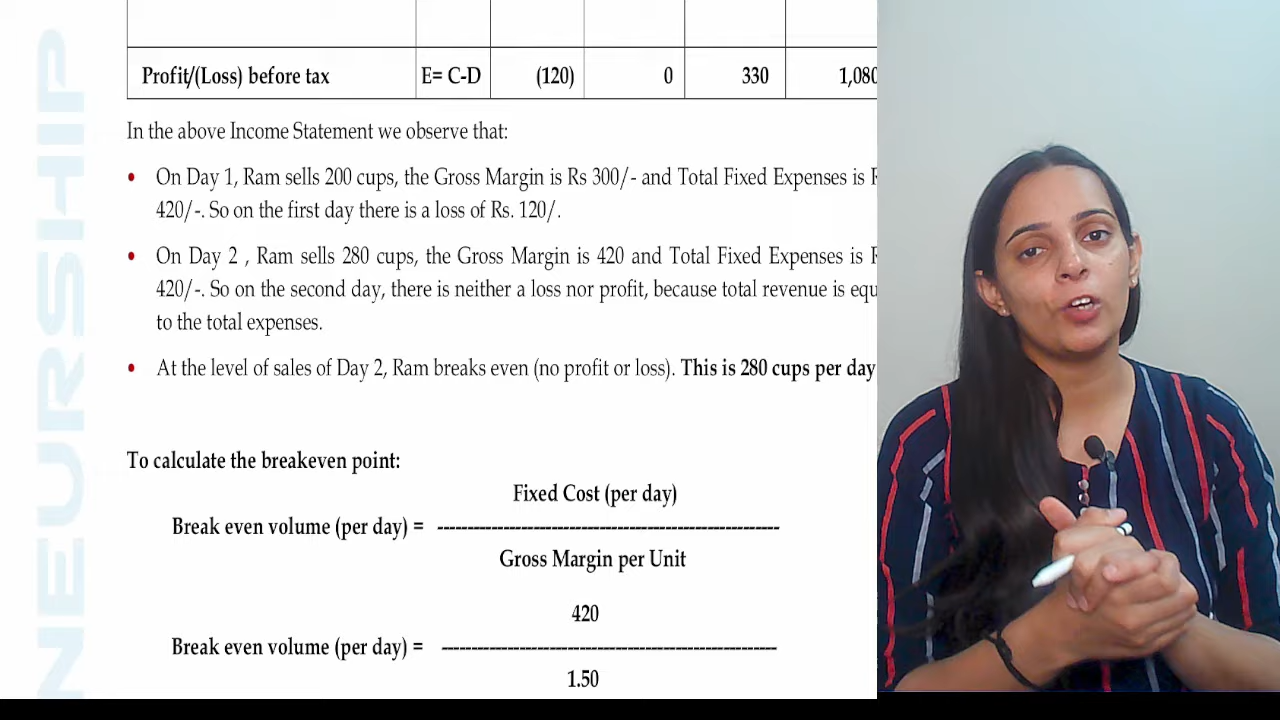 NEURSHIP
Profit/(Loss) before tax E= C-D (120) 0 330 1,080
In the above Income Statement we observe that:
• On Day 1, Ram sells 200 cups, the Gross Margin is Rs 300/- and Total Fixed Expenses is
420/-. So on the first day there is a loss of Rs. 120/.
• On Day 2 , Ram sells 280 cups, the Gross Margin is 420 and Total Fixed Expenses is
420/-. So on the second day, there is neither a loss nor profit, because total revenue is equ
to the total expenses.
• At the level of sales of Day 2, Ram breaks even (no profit or loss). This is 280 cups per day
To calculate the breakeven point:
Fixed Cost (per day)
Break even volume (per day) = ----------------------------------------------------------------
Gross Margin per Unit
420
Break even volume (per day) = ---------------------------------------------------------------
1.50